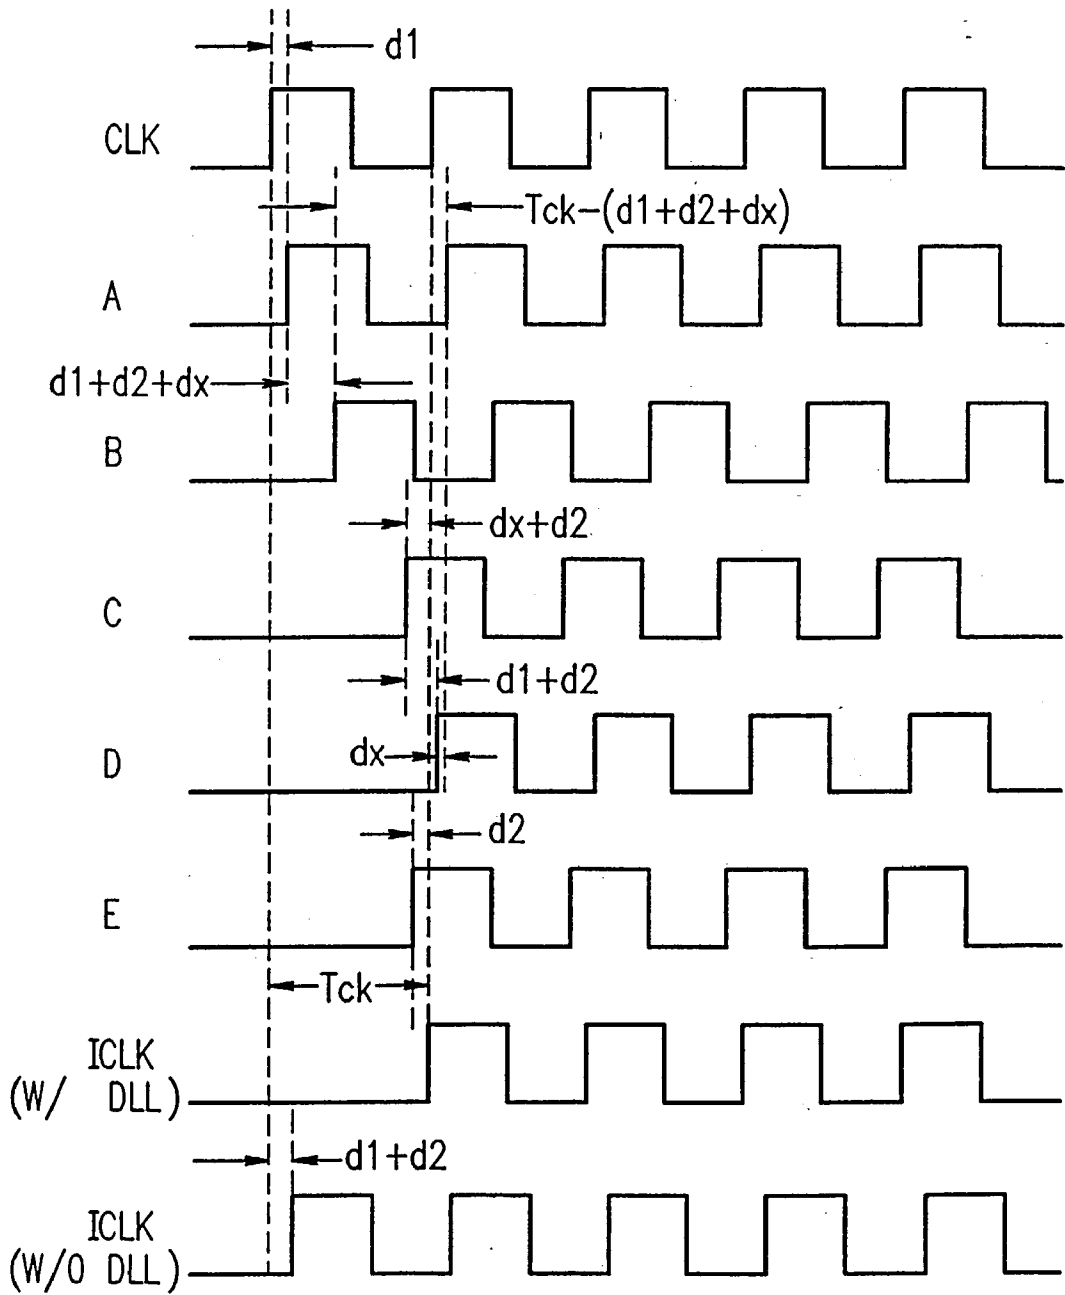 d1
CLK
Tck-(d1+d2+dx)
A
d1+d2+dx
B
dx+d2
C
d1+d2
dx
D
d2
E
Tck
ICLK
(W/ DLL)
d1+d2
ICLK
(W/O DLL)